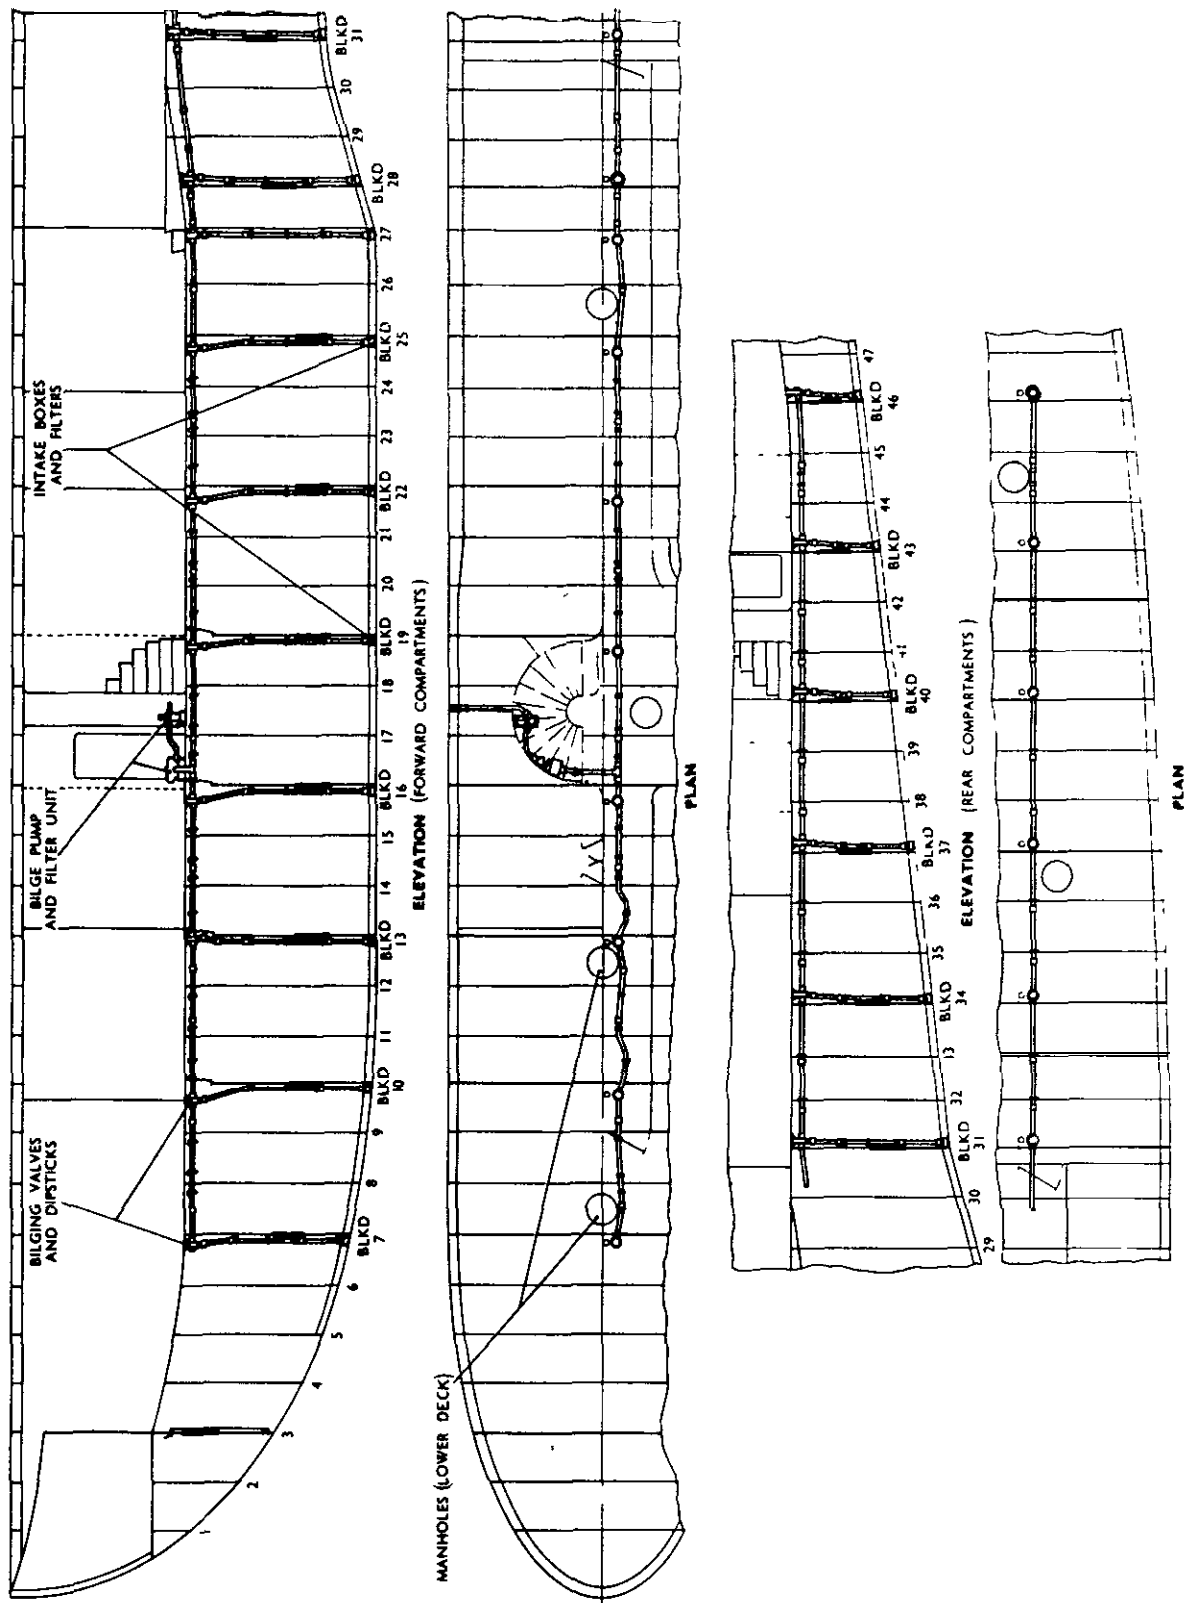 BILGING VALVES
AND DIPSTICKS
BILGE PUMP
AND FILTER UNIT
INTAKE BOXES
AND FILTERS
2
3
4
5
6
BLKD
7
8
9
BLKD
10
11
12
BLKD
13
14
15
BLKD
16
17
18
BLKD
19
20
21
BLKD
22
23
24
BLKD
25
26
27
BLKD
28
29
30
BLKD
31
ELEVATION (FORWARD COMPARTMENTS)
MANHOLES (LOWER DECK)
PLAN
29
30
BLKD
31
32
13
BLKD
34
35
36
BLKD
37
38
39
BLKD
40
41
42
BLKD
43
44
45
BLKD
46
47
ELEVATION (REAR COMPARTMENTS)
PLAN